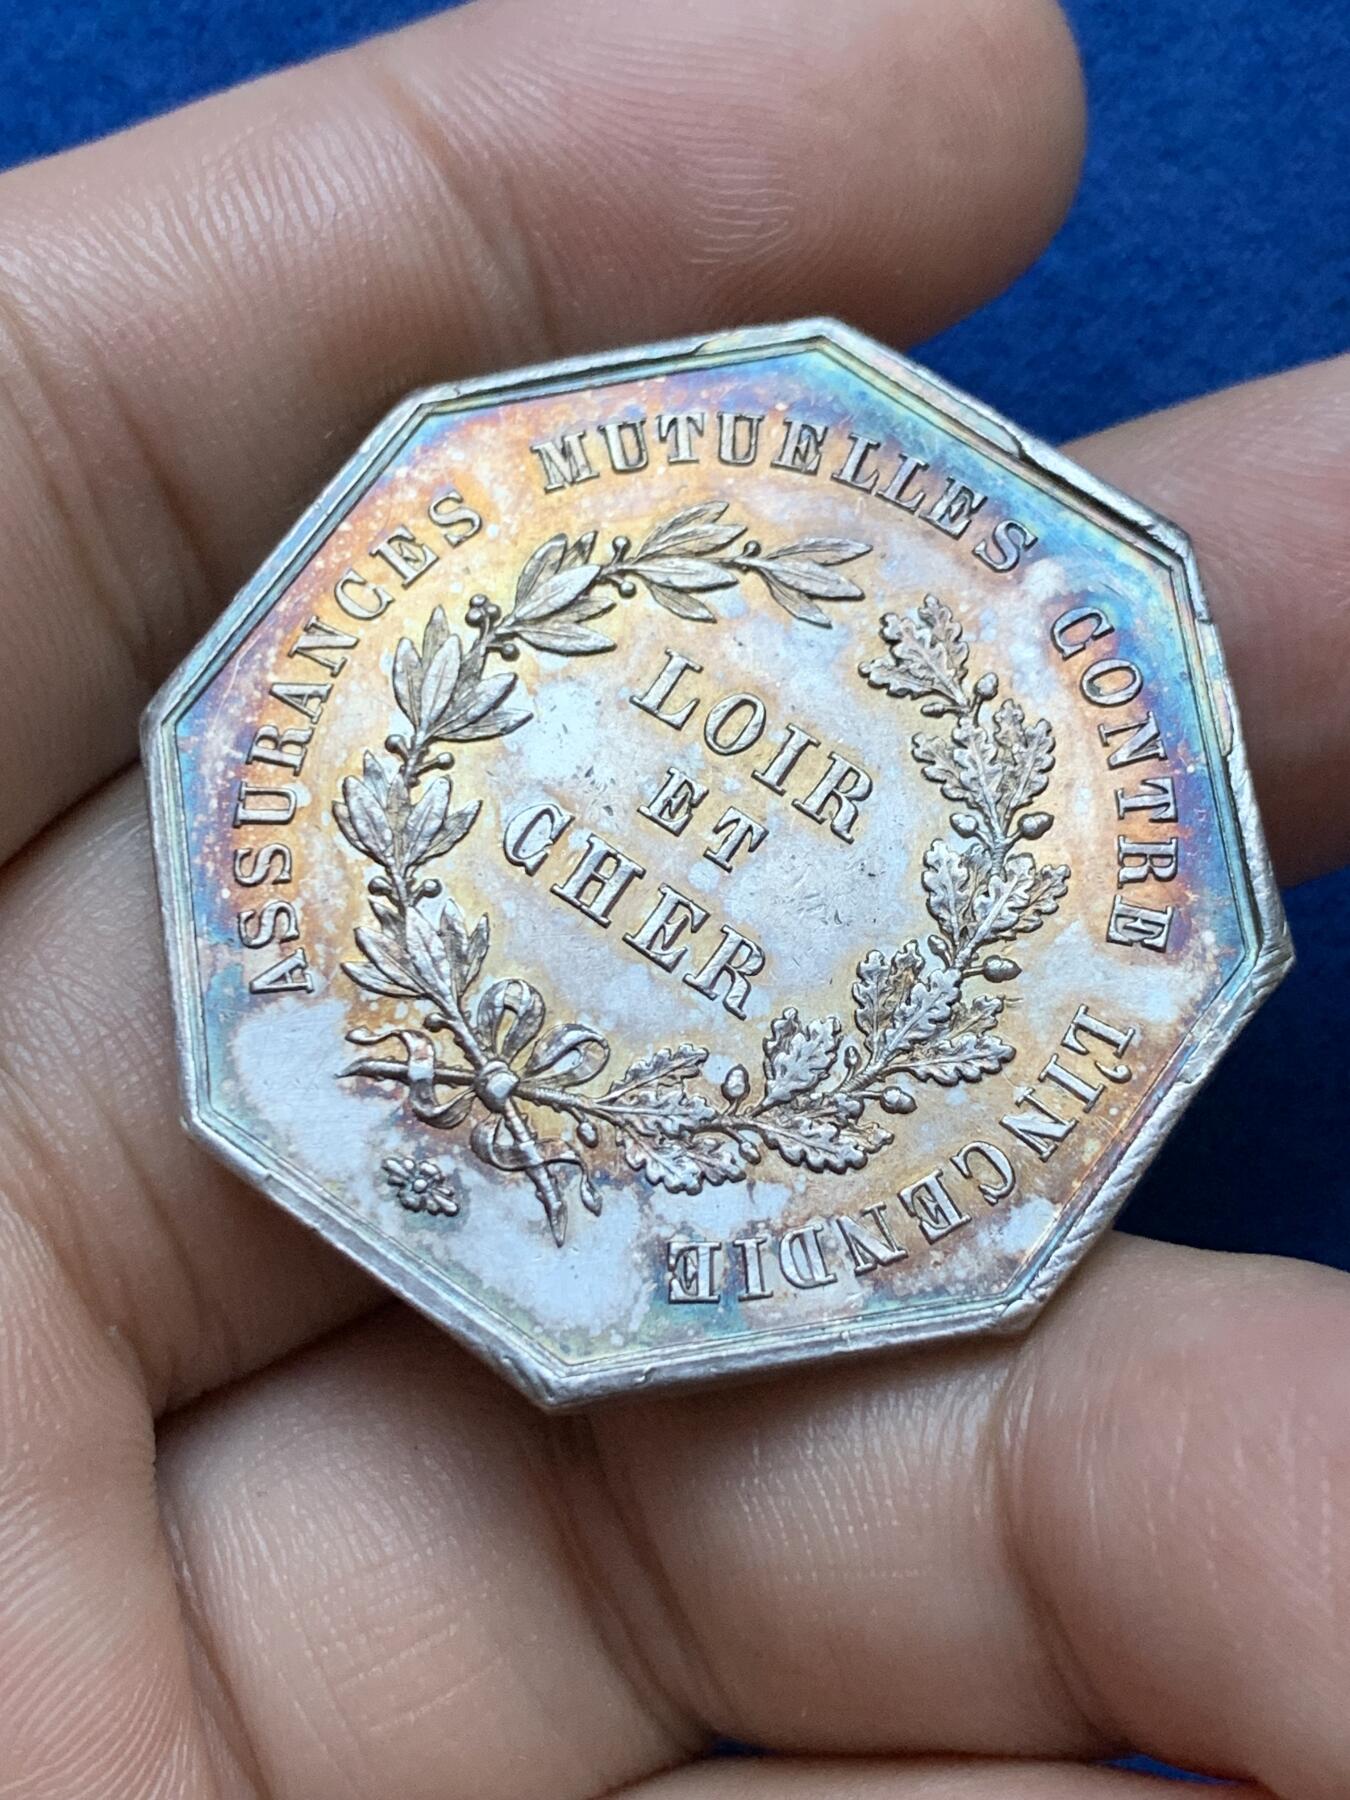 ASSURANCES MUTUELLES CONTRE L'INCENDIE
LOIR
ET
CHER